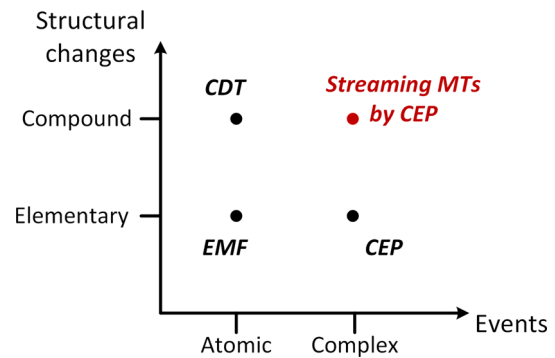 Structural
changes
CDT
Streaming MTs
by CEP
Compound
Elementary
EMF
CEP
Events
Atomic
Complex